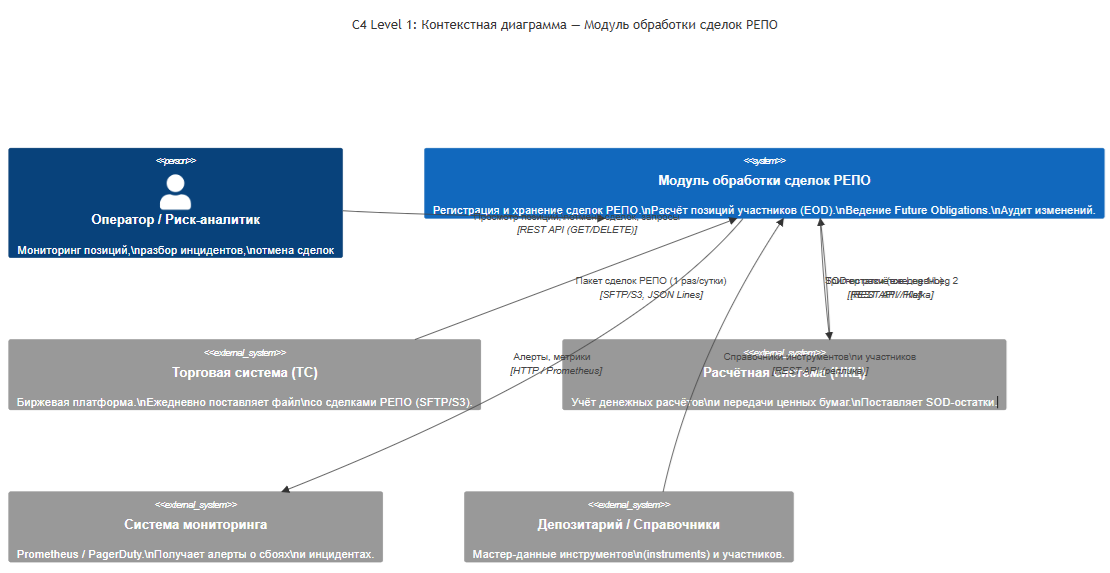 C4 Level 1: Контекстная диаграмма — Модуль обработки сделок РЕПО
<<person>>
Оператор / Риск-аналитик
Мониторинг позиций,\nразбор инцидентов,\nотмена сделок
<<system>>
Модуль обработки сделок РЕПО
Регистрация и хранение сделок РЕПО.\nРасчёт позиций участников (EOD).\nВедение Future Obligations.\nАудит изменений.
[REST API (GET/DELETE)]
Пакет сделок РЕПО (1 раз/сутки)
[SFTP/S3, JSON Lines]
<<external_system>>
Торговая система (ТС)
Биржевая платформа.\nЕжедневно поставляет файл\nсо сделками РЕПО (SFTP/S3).
Алерты, метрики
[HTTP / Prometheus]
<<external_system>>
Расчётная система
Учёт денежных расчётов\nи передачи ценных бумаг.\nПоставляет SOD-остатки.
Справочники инструментов\nи участников
[REST API
<<external_system>>
Система мониторинга
Prometheus / PagerDuty.\nПолучает алерты о сбоях\nи инцидентах.
<<external_system>>
Депозитарий / Справочники
Мастер-данные инструментов\n(instruments) и участников.